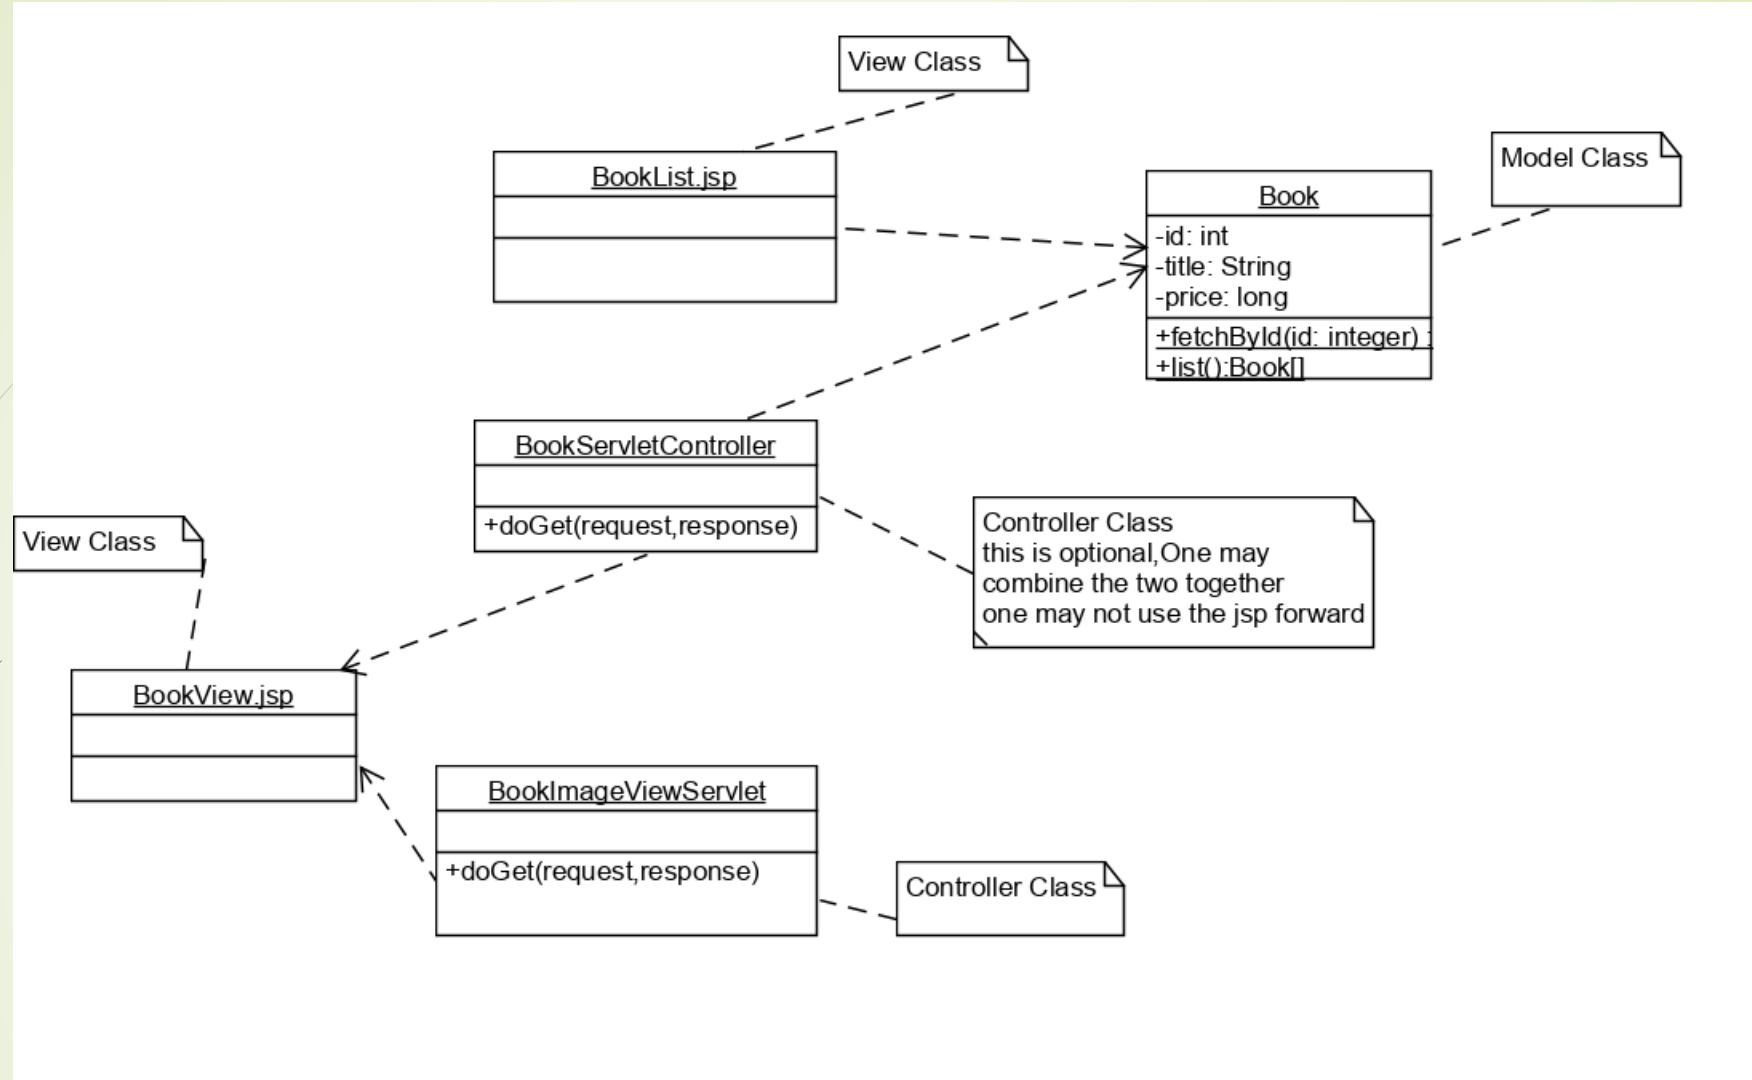 View Class
BookList.jsp
Model Class
Book
-id: int
-title: String
-price: long
+fetchById(id: integer) :
+list():Book[]
BookServletController
+doGet(request,response)
Controller Class
this is optional,One may
combine the two together
one may not use the jsp forward
View Class
BookView.jsp
BookImageViewServlet
+doGet(request,response)
Controller Class